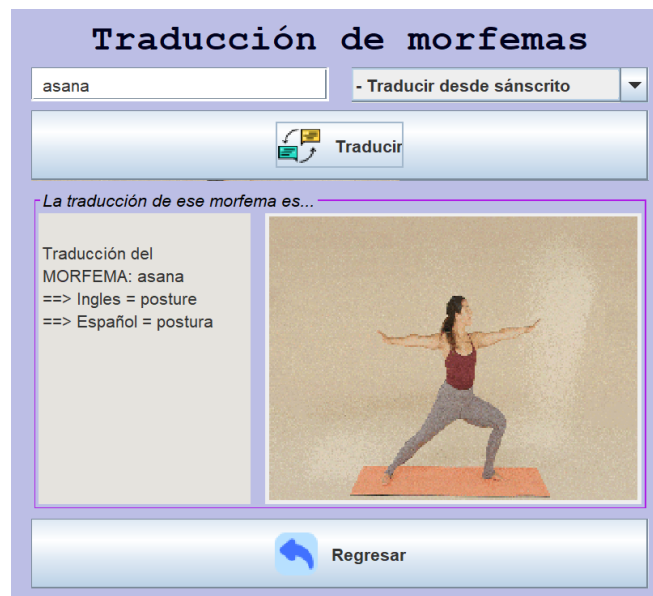 Traducción de morfemas
asana
- Traducir desde sánscrito
Traducir
La traducción de ese morfema es...
Traducción del
MORFEMA: asana
==> Ingles = posture
==> Español = postura
Regresar